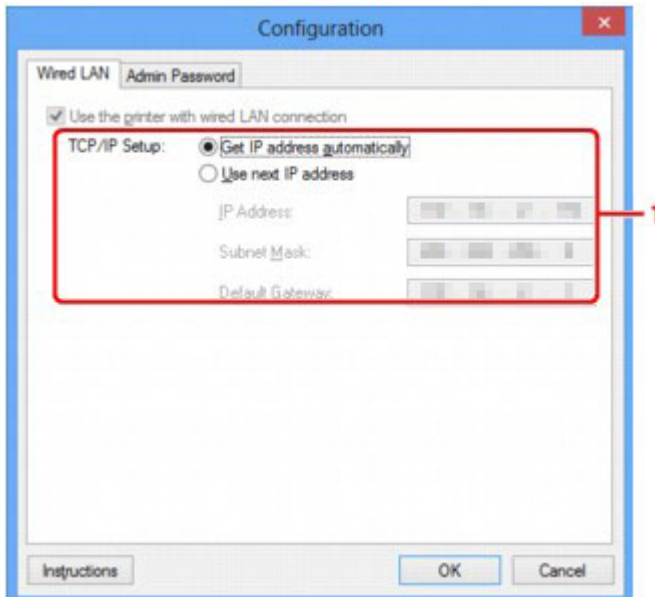 Configuration
Wired LAN Admin Password
Use the printer with wired LAN connection
TCP/IP Setup: Get IP address automatically
Use next IP address
IP Address:
Subnet Mask:
Default Gateway:
1
Instructions OK Cancel